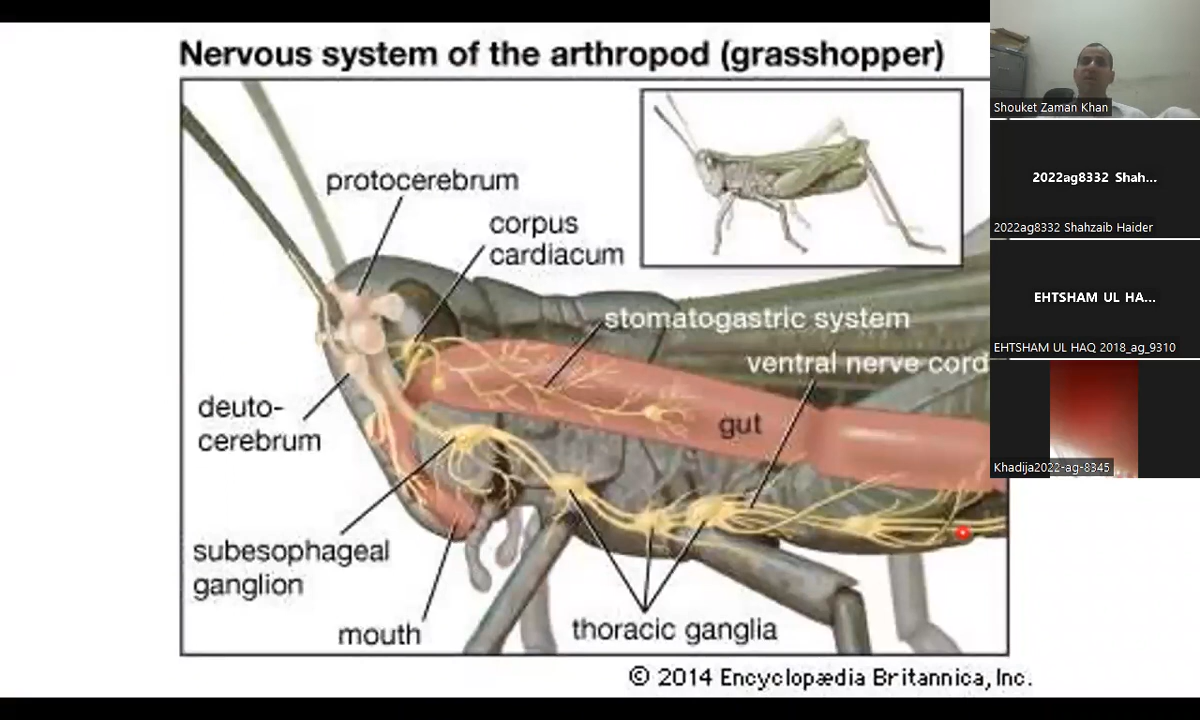 Nervous system of the arthropod (grasshopper)
protocerebrum
corpus
cardiacum
stomatogastric system
ventral nerve cord
gut
deuto-
cerebrum
subesophageal
ganglion
mouth
thoracic ganglia
© 2014 Encyclopædia Britannica, Inc.
Shouket Zaman Khan
2022ag8332 Shah...
2022ag8332 Shahzaib Haider
EHTSHAM UL HA...
EHTSHAM UL HAQ 2018_ag_9310
Khadija2022-ag-8345